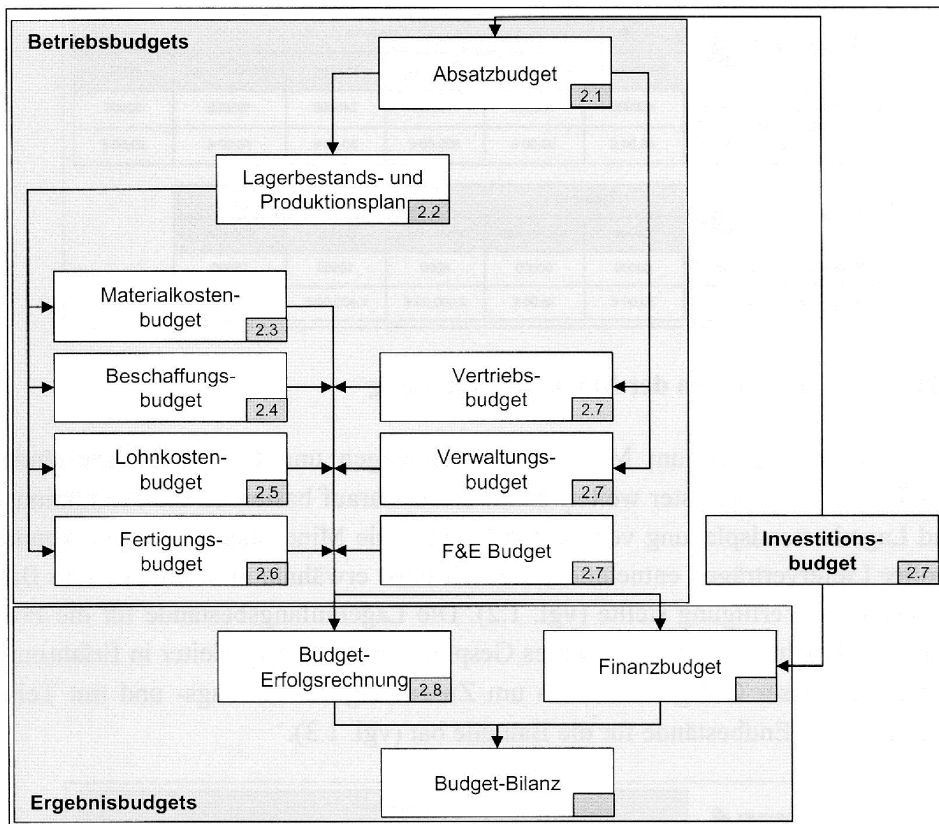 Betriebsbudgets
Absatzbudget
2.1
Lagerbestands- und
Produktionsplan
2.2
Materialkosten-
budget
2.3
Beschaffungs-
budget
2.4
Vertriebs-
budget
2.7
Lohnkosten-
budget
2.5
Verwaltungs-
budget
2.7
Fertigungs-
budget
2.6
F&E Budget
2.7
Investitions-
budget
2.7
Budget-
Erfolgsrechnung
2.8
Finanzbudget
Budget-Bilanz
Ergebnisbudgets